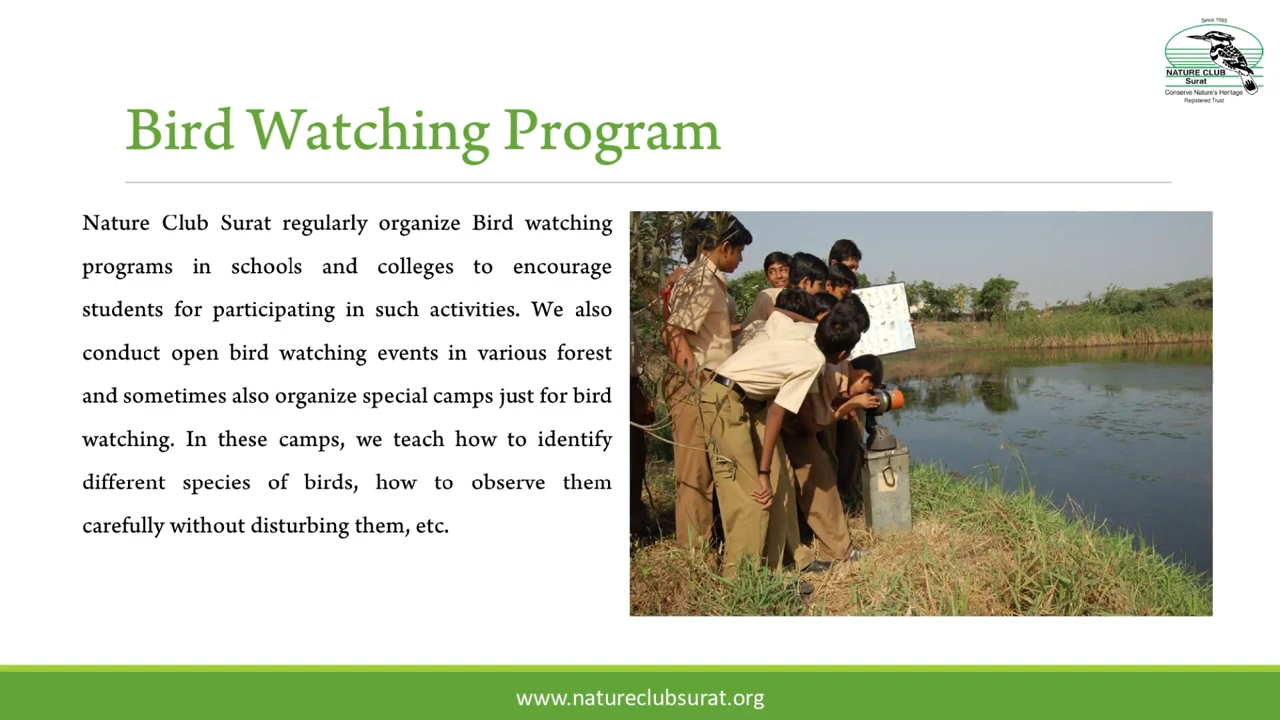 Since 1985
NATURE CLUB
Surat
Conserve Nature's Heritage
Registered Trust
Bird Watching Program
Nature Club Surat regularly organize Bird watching
programs in schools and colleges to encourage
students for participating in such activities. We also
conduct open bird watching events in various forest
and sometimes also organize special camps just for bird
watching. In these camps, we teach how to identify
different species of birds, how to observe them
carefully without disturbing them, etc.
www.natureclubsurat.org